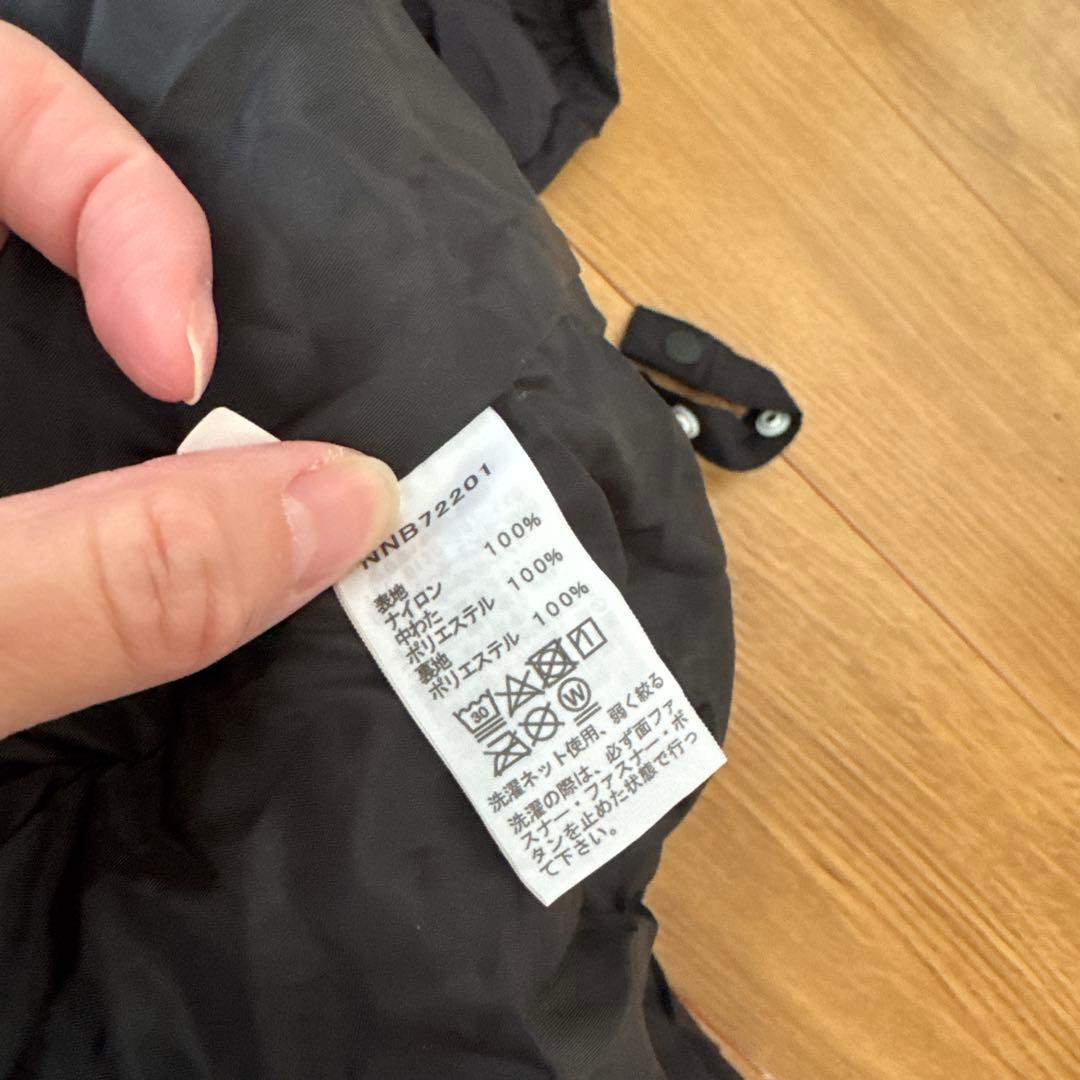 NNB72201
表地
ナイロン 100%
中わた
ポリエステル 100%
裏地
ポリエステル 100%
30
W
洗濯ネット使用、弱く絞る
洗濯の際は、必ず面ファ
スナー・ファスナー・ボ
タンを止めた状態で行っ
て下さい。